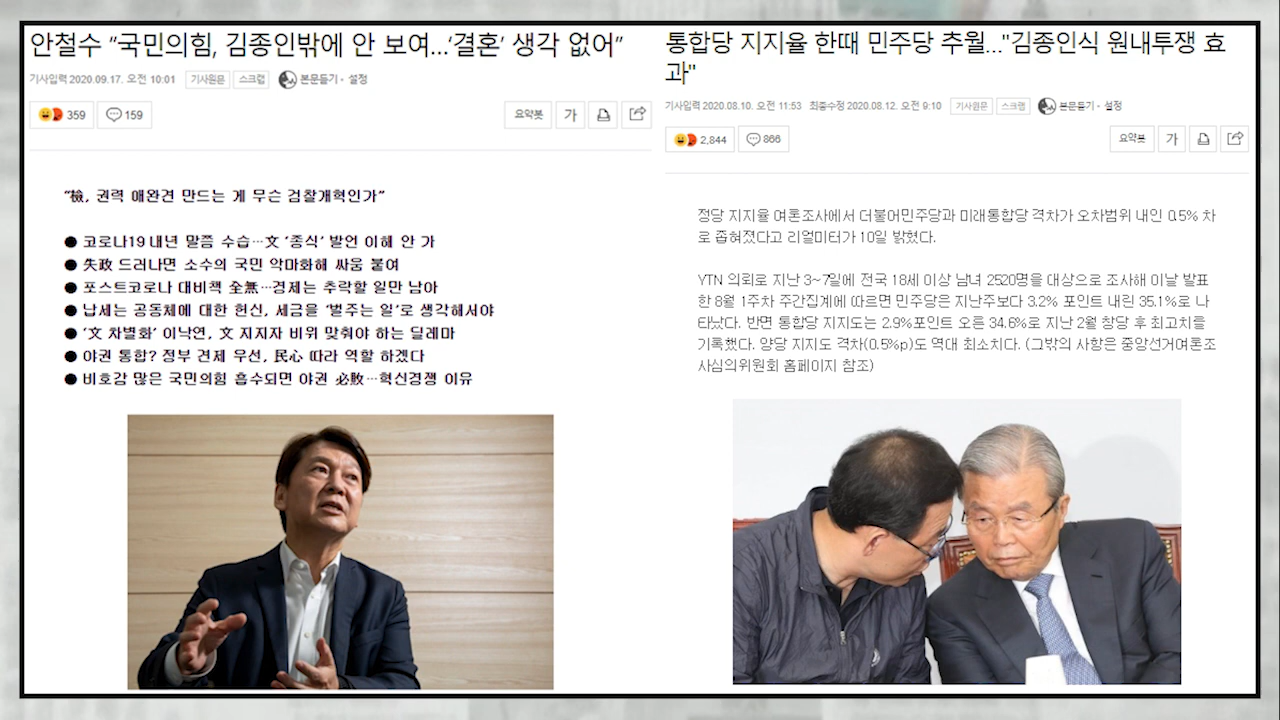 안철수 "국민의힘, 김종인밖에 안 보여…'결혼' 생각 없어"
기사입력 2020.09.17. 오전 10:01 기사원문 스크랩 본문듣기 · 설정
359 159 요약봇 가
"檢, 권력 애완견 만드는 게 무슨 검찰개혁인가"
● 코로나19 내년 말쯤 수습…文 '종식' 발언 이해 안 가
● 失政 드러나면 소수의 국민 악마화해 싸움 붙여
● 포스트코로나 대비책 全無…경제는 추락할 일만 남아
● 납세는 공동체에 대한 헌신, 세금을 '벌주는 일'로 생각해서야
● '文 차별화' 이낙연, 文 지지자 비위 맞춰야 하는 딜레마
● 야권 통합? 정부 견제 우선, 民心 따라 역할 하겠다
● 비호감 많은 국민의힘 흡수되면 야권 必敗…혁신경쟁 이유
통합당 지지율 한때 민주당 추월…"김종인식 원내투쟁 효
과"
기사입력 2020.08.10. 오전 11:53 최종수정 2020.08.12. 오전 9:10 기사원문 스크랩 본문듣기 · 설정
2,844 866 요약봇 가
정당 지지율 여론조사에서 더불어민주당과 미래통합당 격차가 오차범위 내인 0.5% 차
로 좁혀졌다고 리얼미터가 10일 밝혔다.
YTN 의뢰로 지난 3~7일에 전국 18세 이상 남녀 2520명을 대상으로 조사해 이날 발표
한 8월 1주차 주간집계에 따르면 민주당은 지난주보다 3.2% 포인트 내린 35.1%로 나
타났다. 반면 통합당 지지도는 2.9%포인트 오른 34.6%로 지난 2월 창당 후 최고치를
기록했다. 양당 지지도 격차(0.5%p)도 역대 최소치다. (그밖의 사항은 중앙선거여론조
사심의위원회 홈페이지 참조)